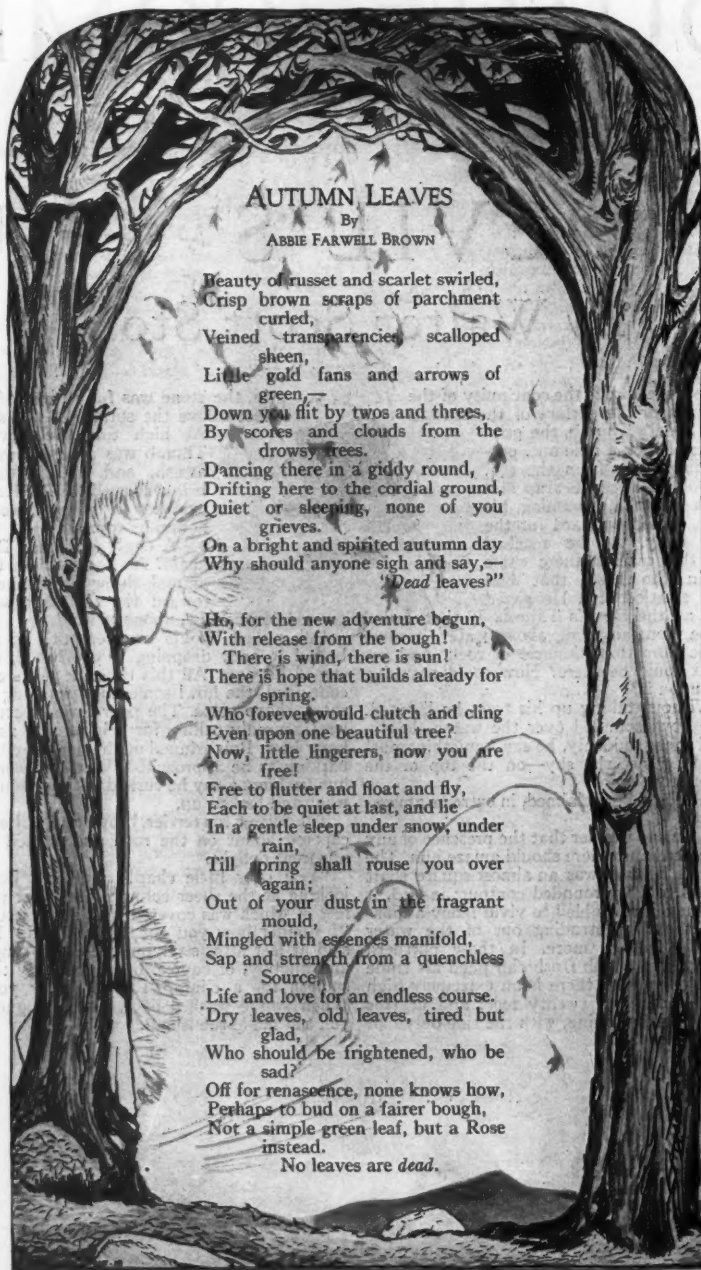 AUTUMN LEAVES
By
ABBIE FARWELL BROWN
Beauty of russet and scarlet swirled,
Crisp brown scraps of parchment
curled,
Veined transparencies, scalloped
sheen,
Little gold fans and arrows of
green,—
Down you flit by twos and threes,
By scores and clouds from the
drowsy trees.
Dancing there in a giddy round,
Drifting here to the cordial ground,
Quiet or sleeping, none of you
grieves.
On a bright and spirited autumn day
Why should anyone sigh and say,—
"Dead leaves?"
Ho, for the new adventure begun,
With release from the bough!
There is wind, there is sun!
There is hope that builds already for
spring.
Who forever would clutch and cling
Even upon one beautiful tree?
Now, little lingerers, now you are
free!
Free to flutter and float and fly,
Each to be quiet at last, and lie
In a gentle sleep under snow, under
rain,
Till spring shall rouse you over
again;
Out of your dust in the fragrant
mould,
Mingled with essences manifold,
Sap and strength from a quenchless
Source,
Life and love for an endless course.
Dry leaves, old leaves, tired but
glad,
Who should be frightened, who be
sad?
Off for renascence, none knows how,
Perhaps to bud on a fairer bough,
Not a simple green leaf, but a Rose
instead.
No leaves are dead.